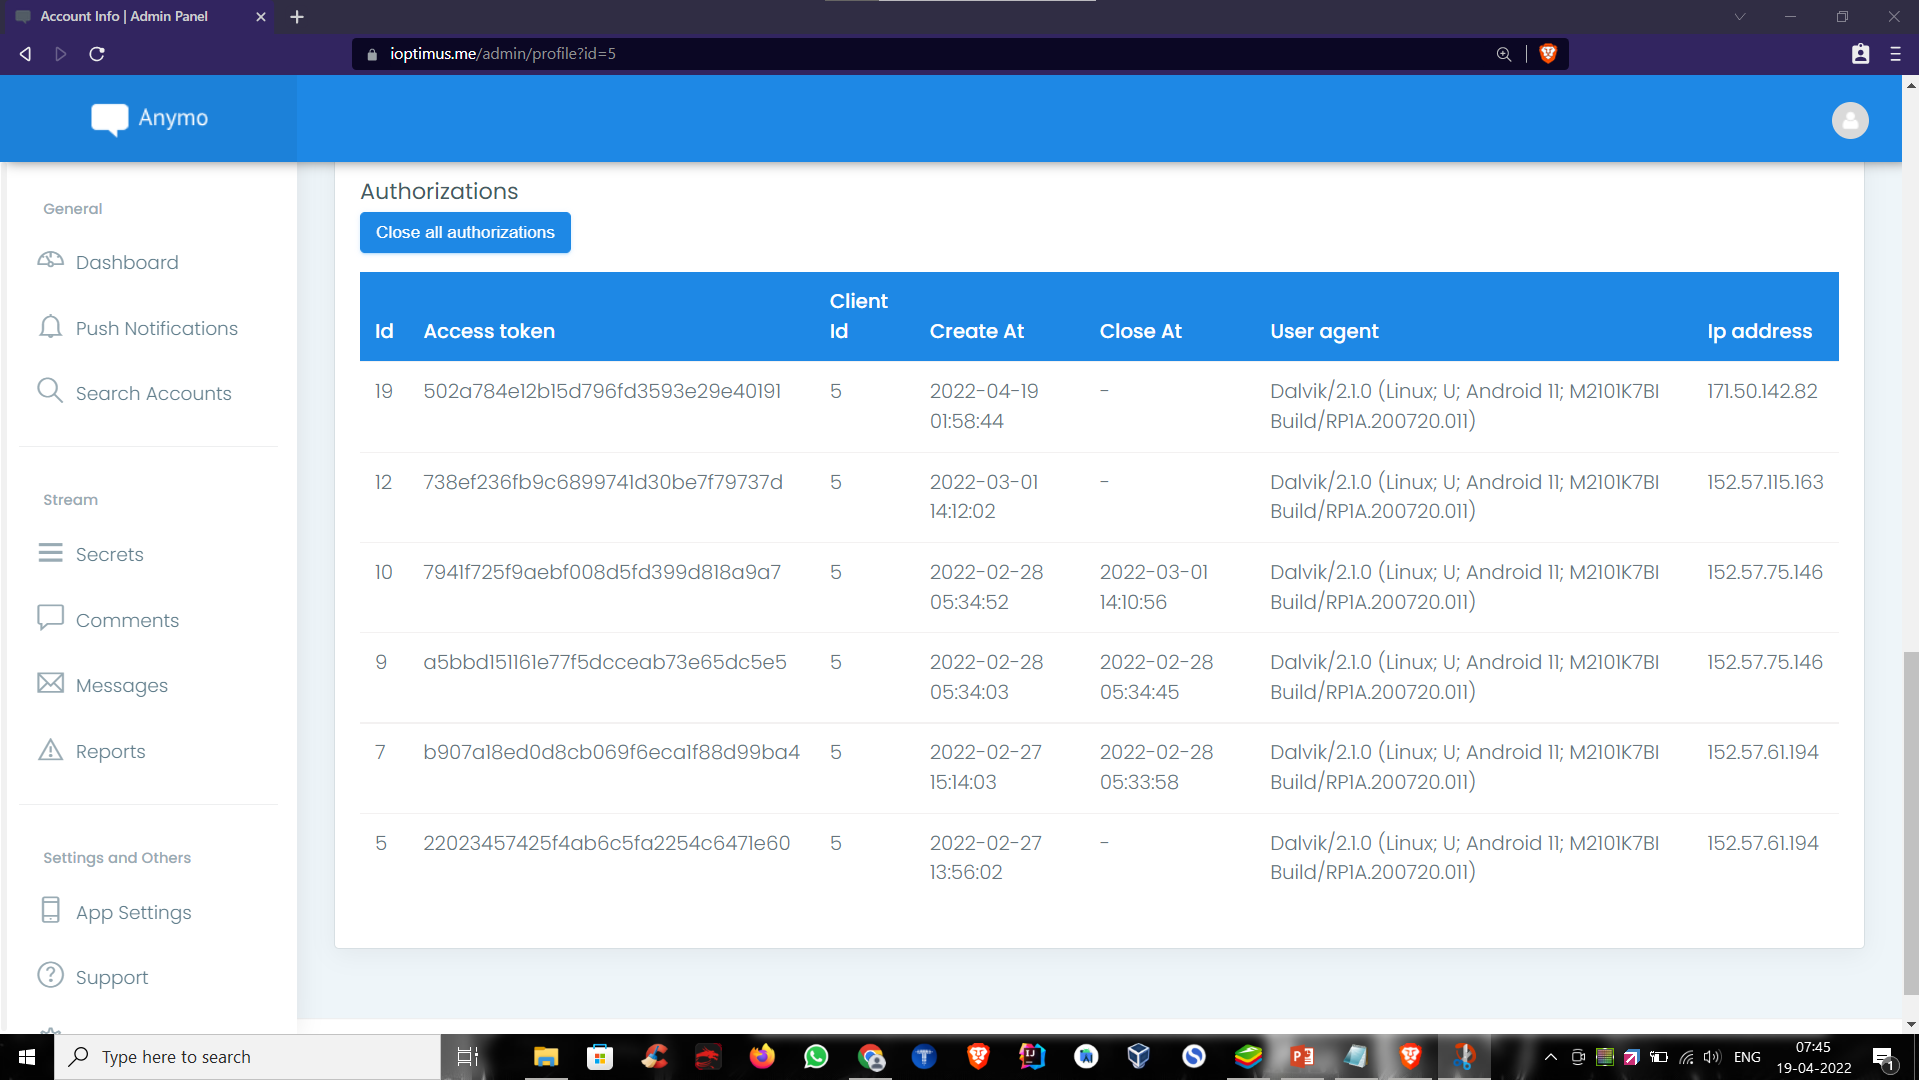 Account Info | Admin Panel
ioptimus.me/admin/profile?id=5
Anymo
General
Dashboard
Push Notifications
Search Accounts
Stream
Secrets
Comments
Messages
Reports
Settings and Others
App Settings
Support
Authorizations
Close all authorizations
Id Access token Client Id Create At Close At User agent Ip address
19 502a784e12b15d796fd3593e29e40191 5 2022-04-19 01:58:44 - Dalvik/2.1.0 (Linux; U; Android 11; M2101K7BI Build/RP1A.200720.011) 171.50.142.82
12 738ef236fb9c6899741d30be7f79737d 5 2022-03-01 14:12:02 - Dalvik/2.1.0 (Linux; U; Android 11; M2101K7BI Build/RP1A.200720.011) 152.57.115.163
10 7941f725f9aebf008d5fd399d818a9a7 5 2022-02-28 05:34:52 2022-03-01 14:10:56 Dalvik/2.1.0 (Linux; U; Android 11; M2101K7BI Build/RP1A.200720.011) 152.57.75.146
9 a5bbd151161e77f5dcceab73e65dc5e5 5 2022-02-28 05:34:03 2022-02-28 05:34:45 Dalvik/2.1.0 (Linux; U; Android 11; M2101K7BI Build/RP1A.200720.011) 152.57.75.146
7 b907a18ed0d8cb069f6eca1f88d99ba4 5 2022-02-27 15:14:03 2022-02-28 05:33:58 Dalvik/2.1.0 (Linux; U; Android 11; M2101K7BI Build/RP1A.200720.011) 152.57.61.194
5 22023457425f4ab6c5fa2254c6471e60 5 2022-02-27 13:56:02 - Dalvik/2.1.0 (Linux; U; Android 11; M2101K7BI Build/RP1A.200720.011) 152.57.61.194
Type here to search
ENG
07:45
19-04-2022
1